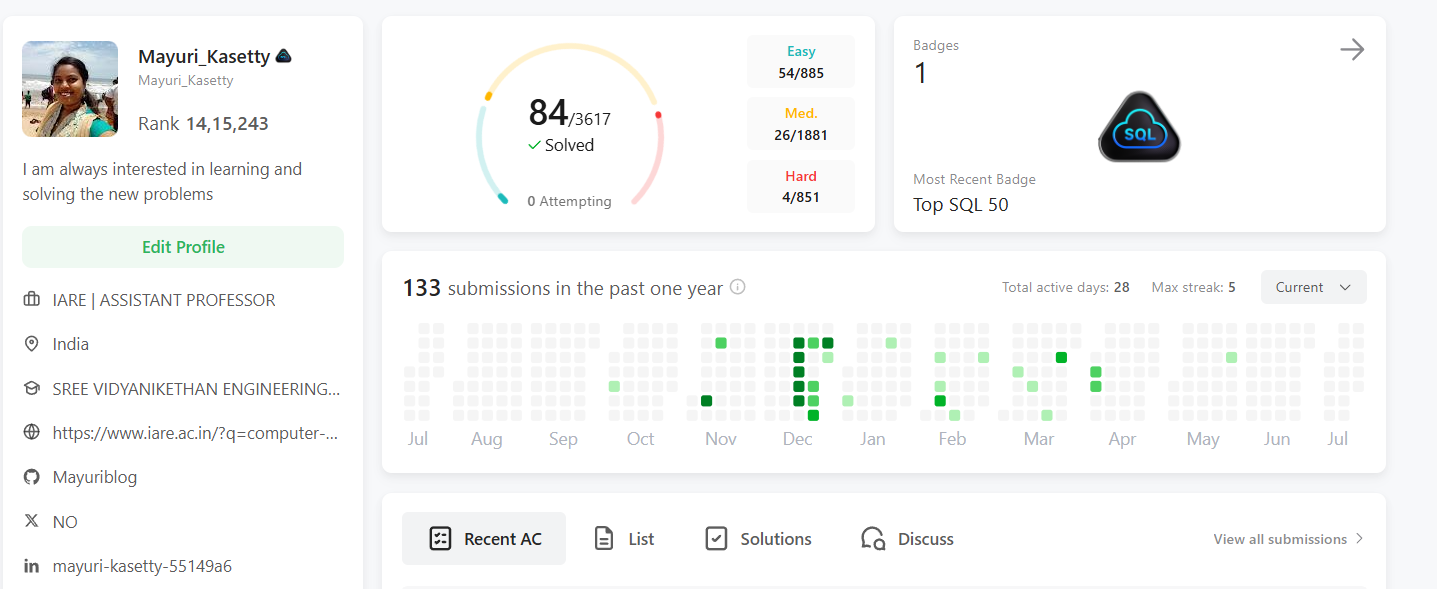 Mayuri_Kasetty
Mayuri_Kasetty
Rank 14,15,243
I am always interested in learning and
solving the new problems
Edit Profile
IARE | ASSISTANT PROFESSOR
India
SREE VIDYANIKETHAN ENGINEERING...
https://www.iare.ac.in/?q=computer-...
Mayuriblog
NO
mayuri-kasetty-55149a6
84/3617
Solved
0 Attempting
Easy
54/885
Med.
26/1881
Hard
4/851
Badges
1
SQL
Most Recent Badge
Top SQL 50
133 submissions in the past one year
Total active days: 28 Max streak: 5 Current
Jul Aug Sep Oct Nov Dec Jan Feb Mar Apr May Jun Jul
Recent AC List Solutions Discuss View all submissions